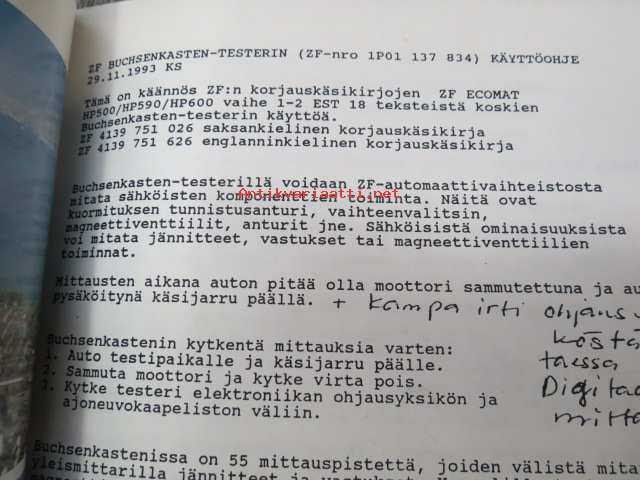 ZF BUCHSENKASTEN-TESTERIN (ZF-nro 1P01 137 834) KÄYTTÖOHJE
29.11.1993 KS
Tämä on käännös ZF:n korjauskäsikirjojen ZF ECOMAT
HP500/HP590/HP600 vaihe 1-2 EST 18 teksteistä koskien
Buchsenkasten-testerin käyttöä.
ZF 4139 751 026 saksankielinen korjauskäsikirja
ZF 4139 751 626 englanninkielinen korjauskäsikirja
Antikvariaatti.net
Buchsenkasten-testerillä voidaan ZF-automaattivaihteistosta
mitata sähköisten komponenttien toiminta. Näitä ovat
kuormituksen tunnistusanturi, vaihteenvalitsin,
magneettiventtiilit, anturit jne. Sähköisistä ominaisuuksista
voi mitata jännitteet, vastukset tai magneettiventtiilien
toiminnat.
Mittausten aikana auton pitää olla moottori sammutettuna ja au
pysäköitynä käsijarru päällä. + Kampa irti ohjaus
Buchsenkastenin kytkentä mittauksia varten:
1. Auto testipaikalle ja käsijarru päälle.
2. Sammuta moottori ja kytke virta pois.
3. Kytke testeri elektroniikan ohjausyksikön ja
ajoneuvokaapeliston väliin.
taessa
Digitaa
mitta
Buchsenkastenissa on 55 mittauspistettä, joiden välistä mita
yleismittarilla jännitteet ja vastukset.